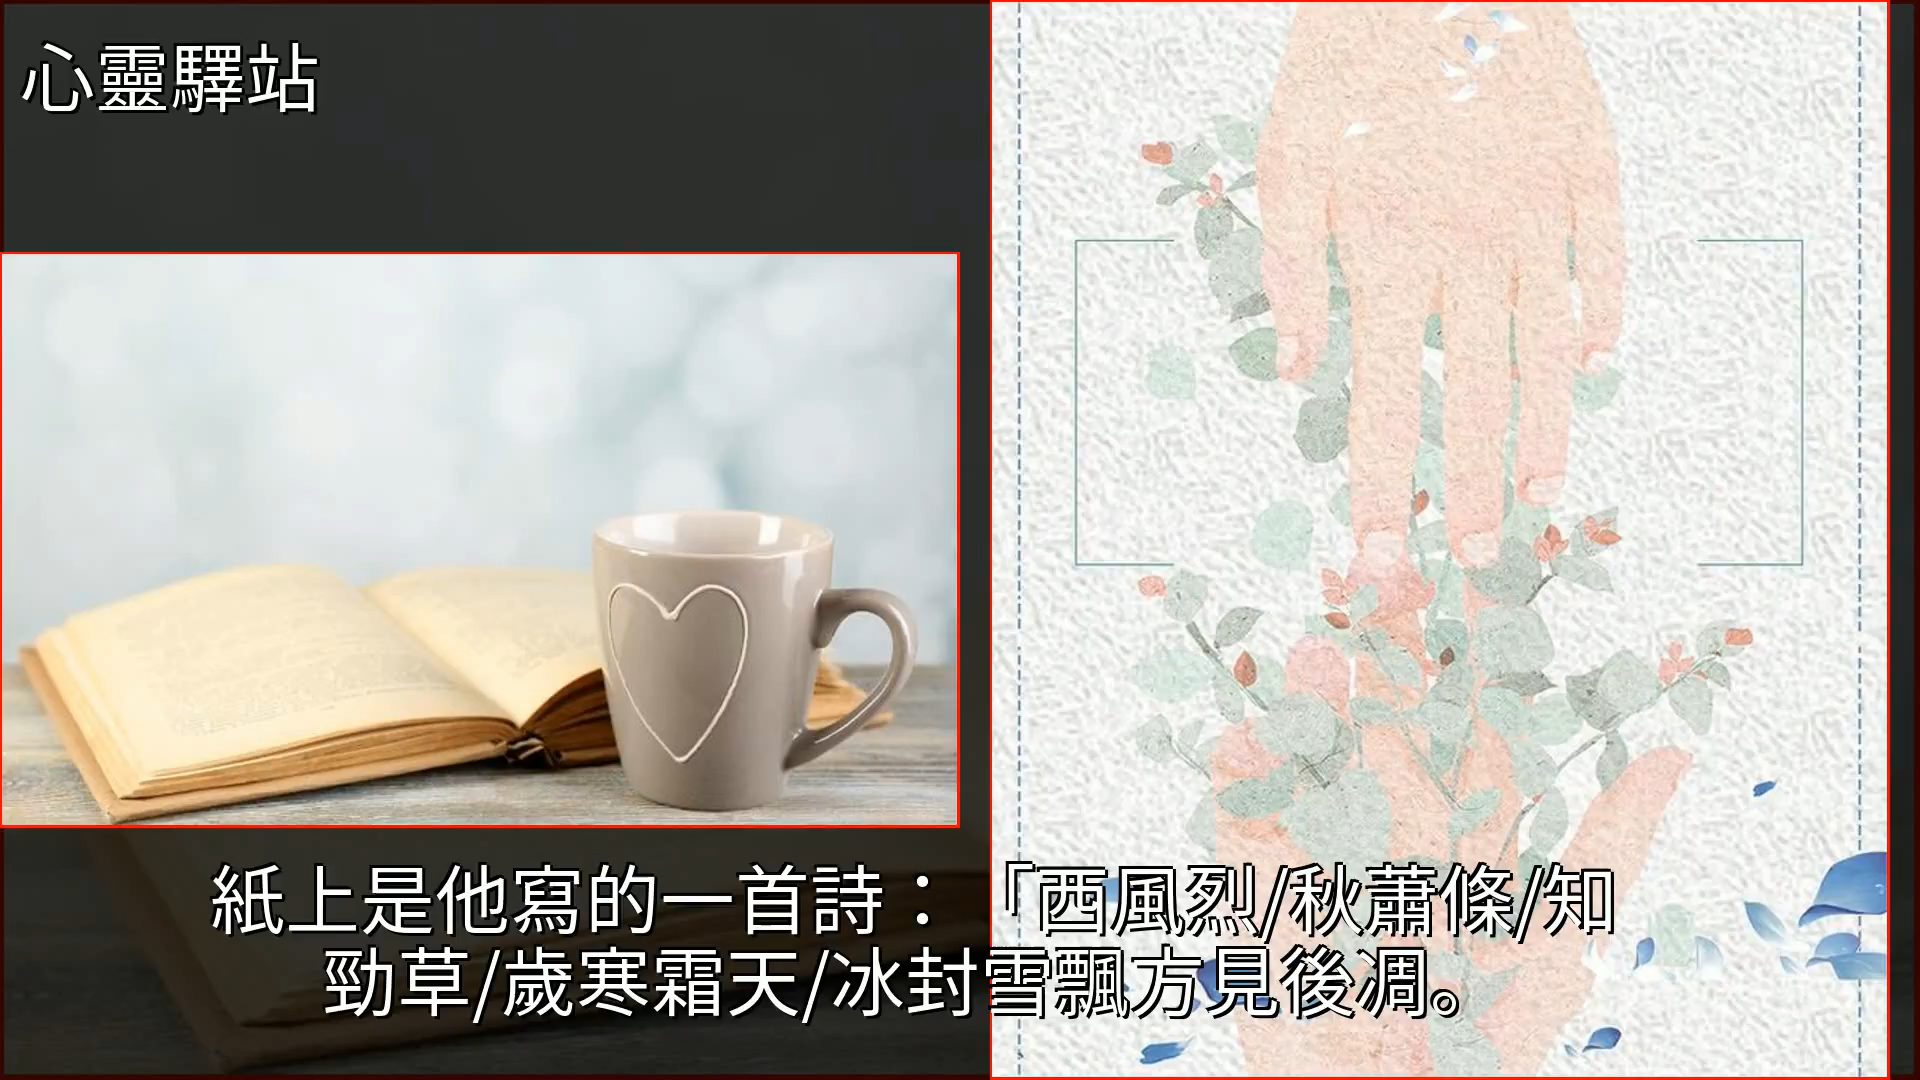 心靈驛站
紙上是他寫的一首詩：「西風烈/秋蕭條/知
勁草/歲寒霜天/冰封雪飄方見後凋。